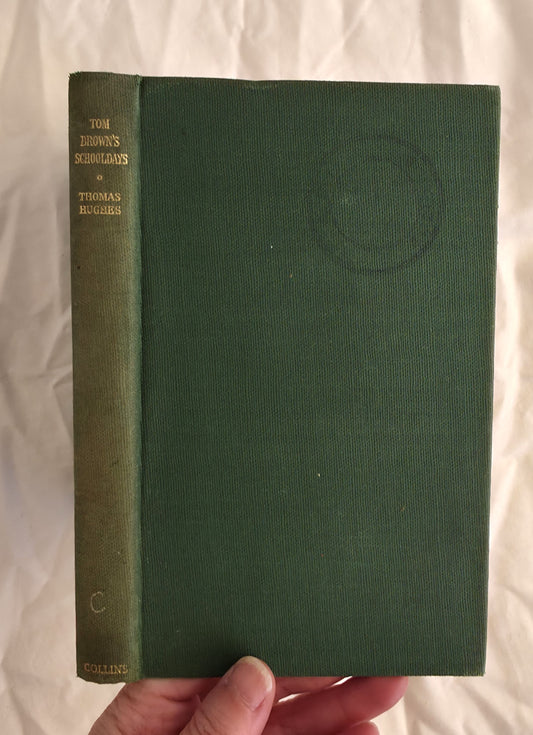 TOM
BROWN'S
SCHOOLDAYS
THOMAS
HUGHES
C
COLLINS